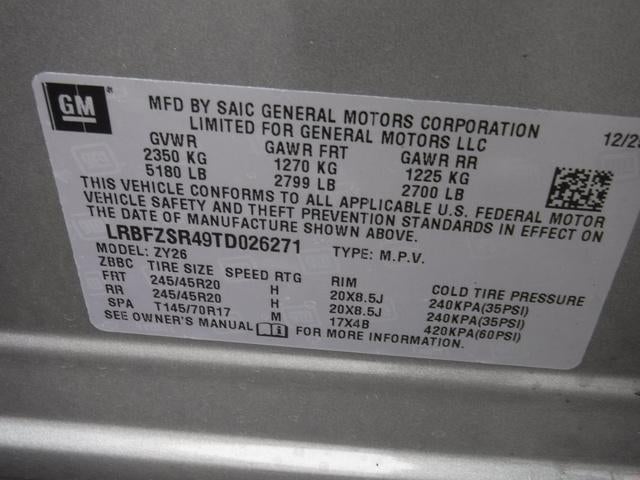 GM
MFD BY SAIC GENERAL MOTORS CORPORATION
LIMITED FOR GENERAL MOTORS LLC
12/25
GVWR GAWR FRT GAWR RR
2350 KG 1270 KG 1225 KG
5180 LB 2799 LB 2700 LB
THIS VEHICLE CONFORMS TO ALL APPLICABLE U.S. FEDERAL MOTOR
VEHICLE SAFETY AND THEFT PREVENTION STANDARDS IN EFFECT ON
THE DATE OF MANUFACTURE SHOWN ABOVE.
LRBFZSR49TD026271 TYPE: M.P.V.
MODEL: ZY26
ZBBC TIRE SIZE SPEED RTG RIM COLD TIRE PRESSURE
FRT 245/45R20 H 20X8.5J 240KPA(35PSI)
RR 245/45R20 H 20X8.5J 240KPA(35PSI)
SPA T145/70R17 M 17X4B 420KPA(60PSI)
SEE OWNER'S MANUAL FOR MORE INFORMATION.